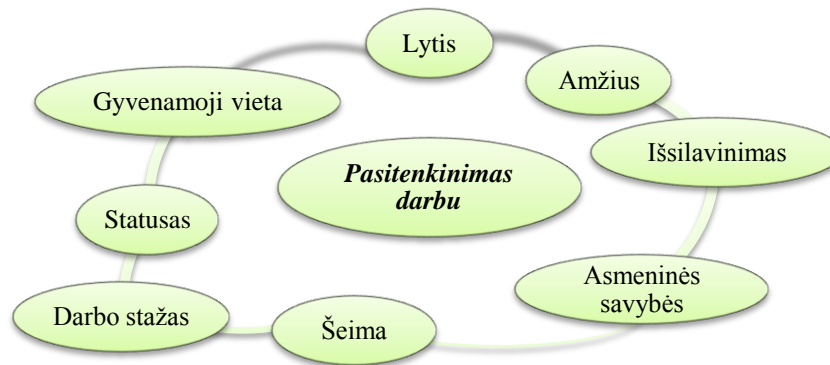 Lytis
Amžius
Gyvenamoji vieta
Išsilavinimas
Pasitenkinimas
darbu
Statusas
Asmeninės
savybės
Darbo stažas
Šeima